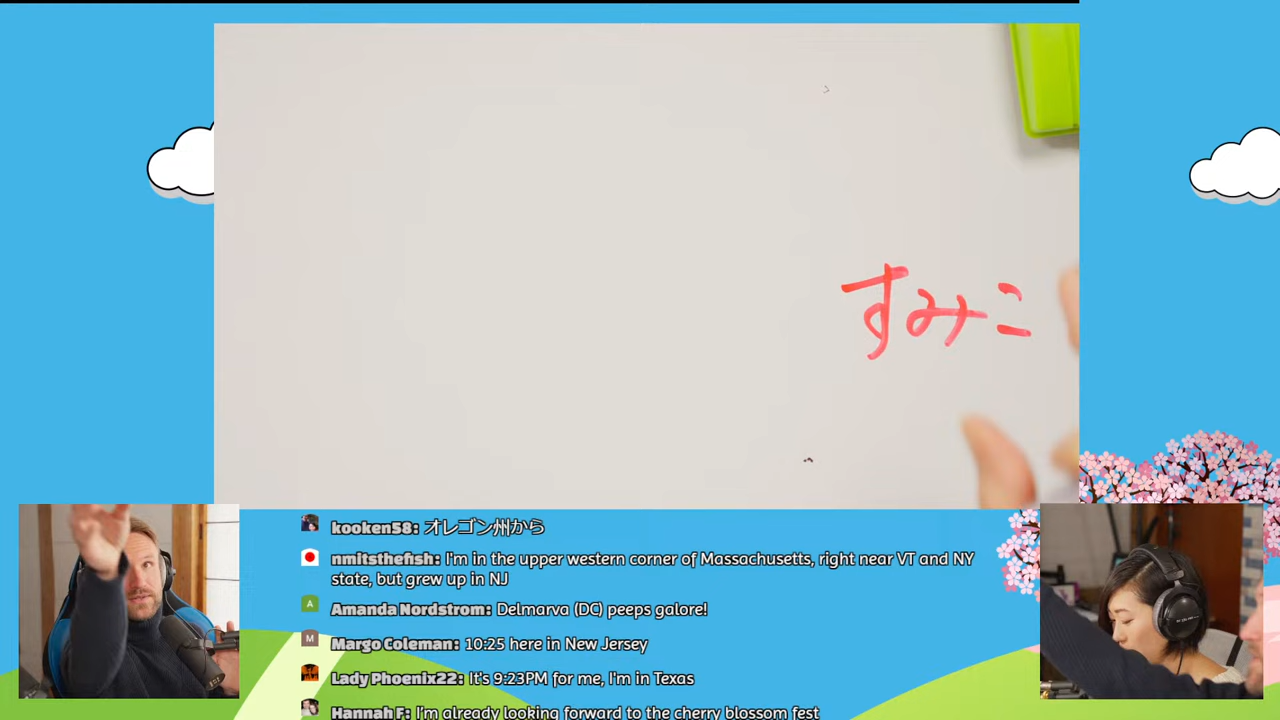 すみこ
kooken58: オレゴン州から
nmitsthefish: I'm in the upper western corner of Massachusetts, right near VT and NY
state, but grew up in NJ
A
Amanda Nordstrom: Delmarva (DC) peeps galore!
M
Margo Coleman: 10:25 here in New Jersey
Lady Phoenix22: It's 9:23PM for me, I'm in Texas
Hannah F: I'm already looking forward to the cherry blossom fest